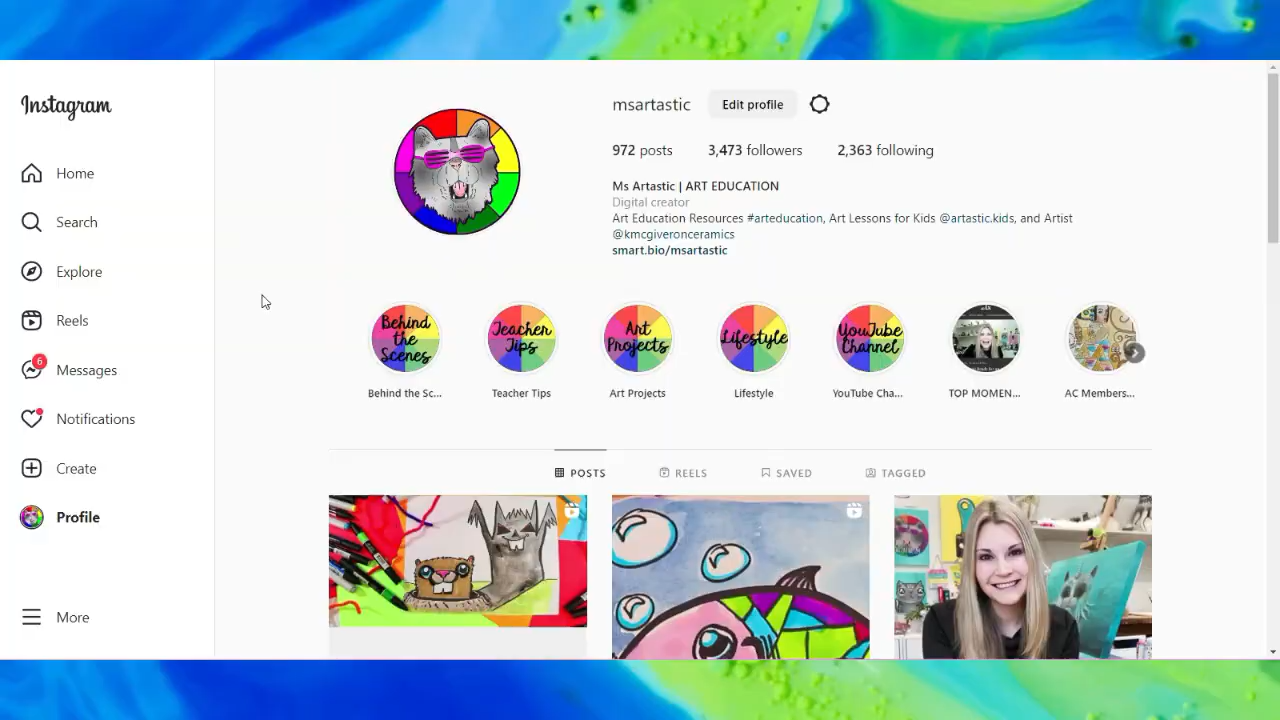 Instagram
Home
Search
Explore
Reels
6
Messages
Notifications
Create
Profile
More
msartastic
Edit profile
972 posts 3,473 followers 2,363 following
Ms Artastic | ART EDUCATION
Digital creator
Art Education Resources #arteducation, Art Lessons for Kids @artastic.kids, and Artist
@kmcgiveronceramics
smart.bio/msartastic
Behind
the
Scenes
Teacher
Tips
Art
Projects
Lifestyle
YouTube
Channel
Behind the Sc...
Teacher Tips
Art Projects
Lifestyle
YouTube Cha...
TOP MOMEN...
AC Members...
POSTS
REELS
SAVED
TAGGED